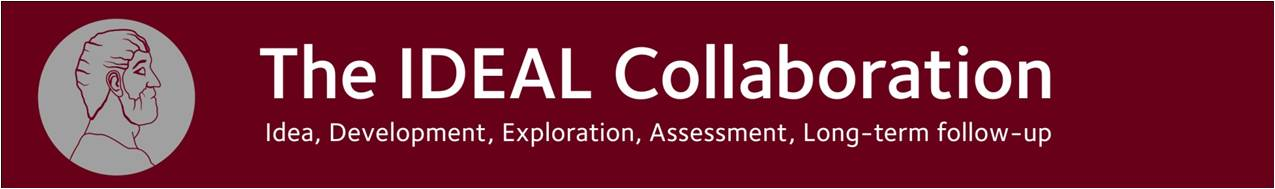 The IDEAL Collaboration
Idea, Development, Exploration, Assessment, Long-term follow-up